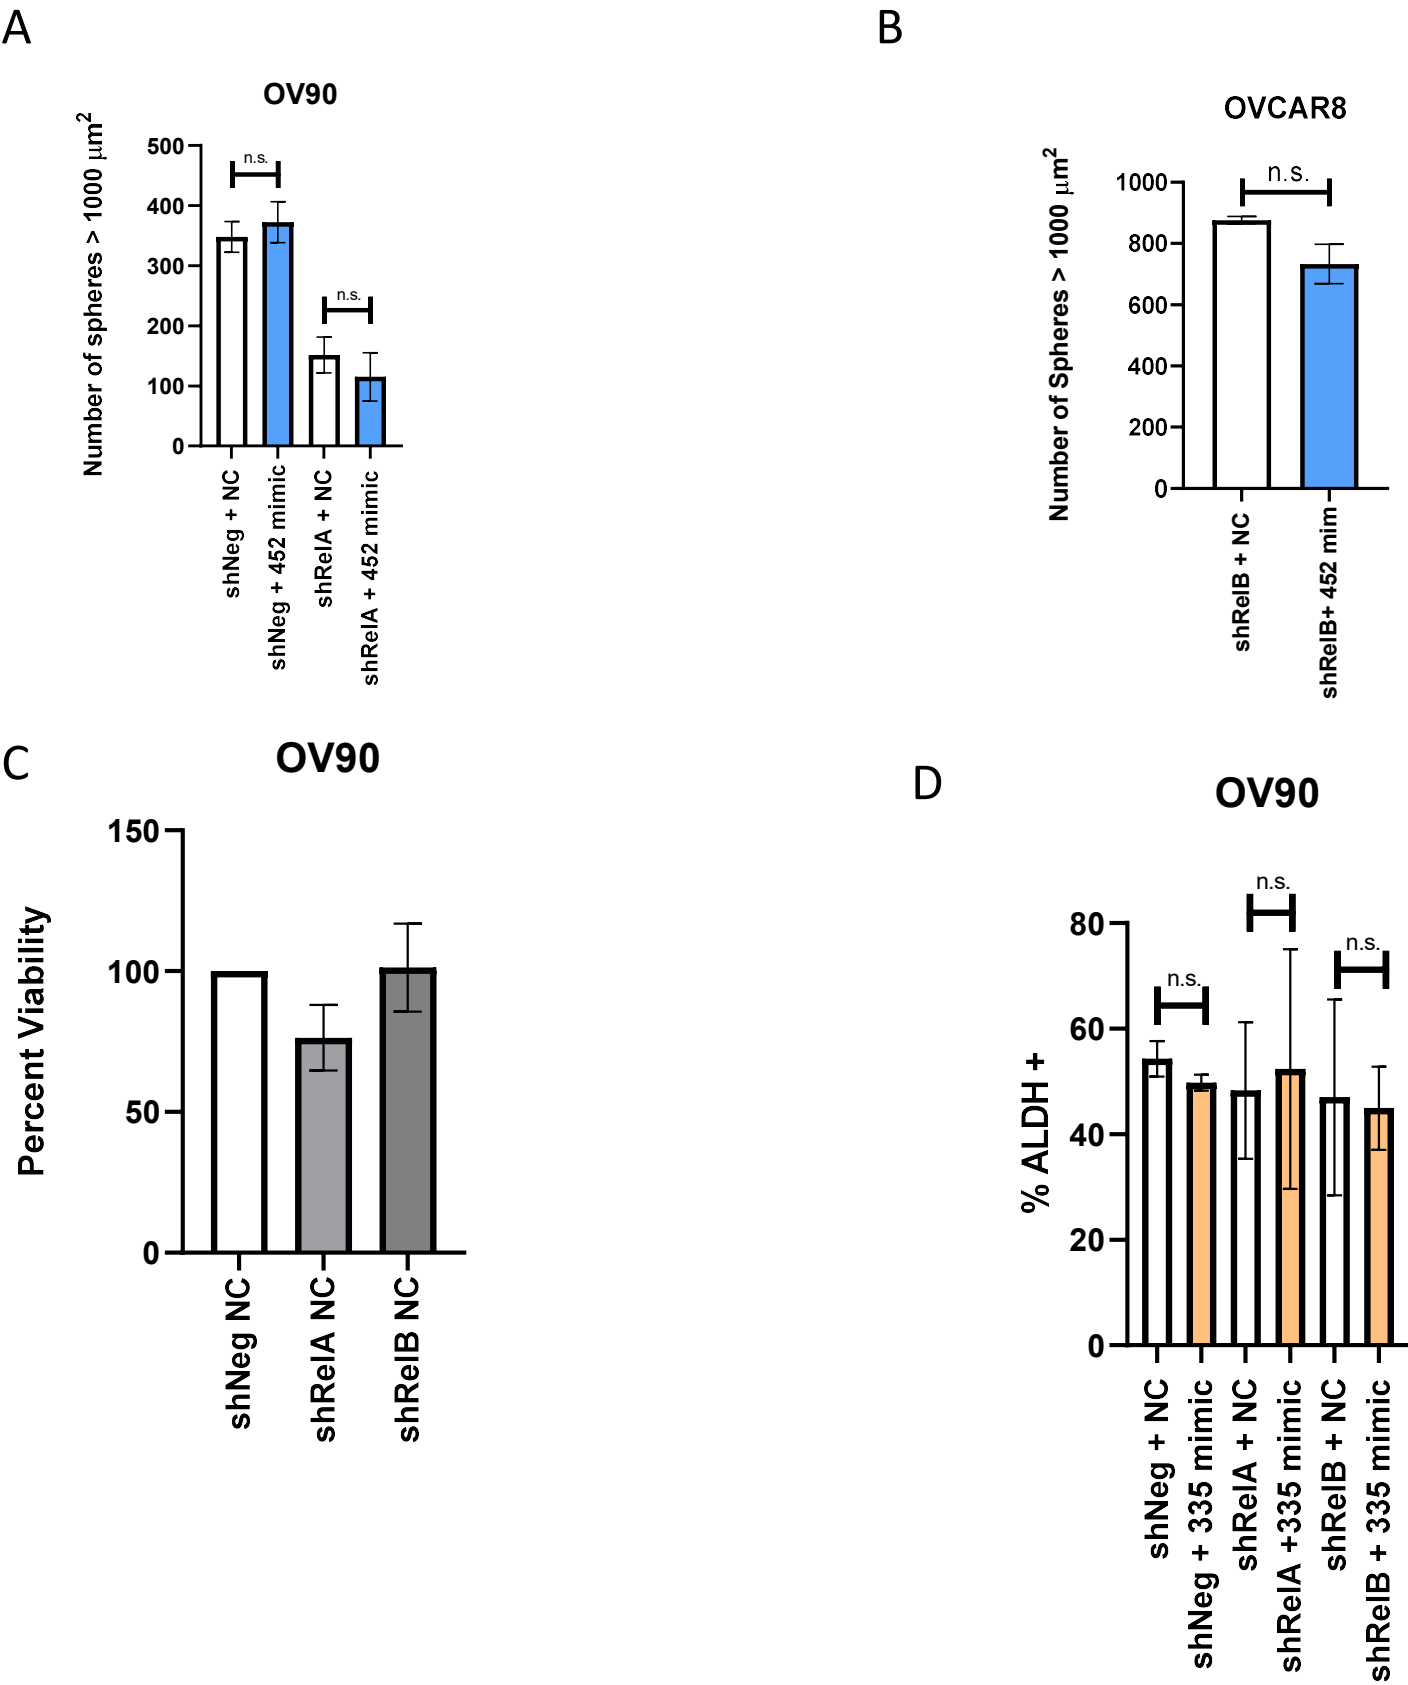 A
OV90
Number of spheres > 1000 µm2
500
400
300
200
100
0
n.s.
n.s.
shNeg + NC
shNeg + 452 mimic
shRelA + NC
shRelA + 452 mimic
B
OVCAR8
Number of Spheres > 1000 µm2
1000
800
600
400
200
0
n.s.
shRelB + NC
shRelB+ 452 mim
C
OV90
Percent Viability
150
100
50
0
shNeg NC
shRelA NC
shRelB NC
D
OV90
% ALDH +
80
60
40
20
0
n.s.
n.s.
n.s.
shNeg + NC
shNeg + 335 mimic
shRelA + NC
shRelA +335 mimic
shRelB + NC
shRelB + 335 mimic